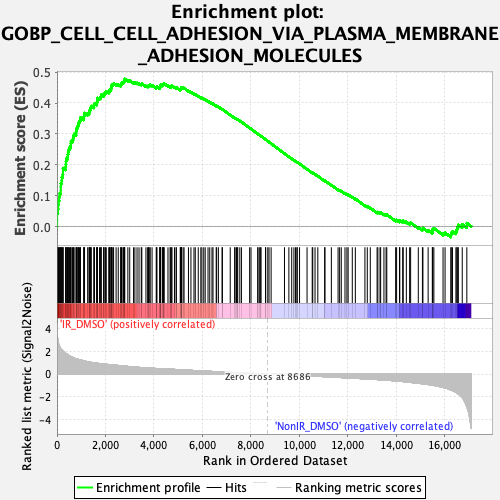 Enrichment plot:
GOBP_CELL_CELL_ADHESION_VIA_PLASMA_MEMBRANE
_ADHESION_MOLECULES
Enrichment score (ES)
0.5
0.4
0.3
0.2
0.1
0.0
Ranked list metric (Signal2Noise)
4
2
0
-2
-4
'IR_DMSO' (positively correlated)
Zero cross at 8686
'NonIR_DMSO' (negatively correlated)
0
2,000
4,000
6,000
8,000
10,000
12,000
14,000
16,000
Rank in Ordered Dataset
Enrichment profile
Hits
Ranking metric scores